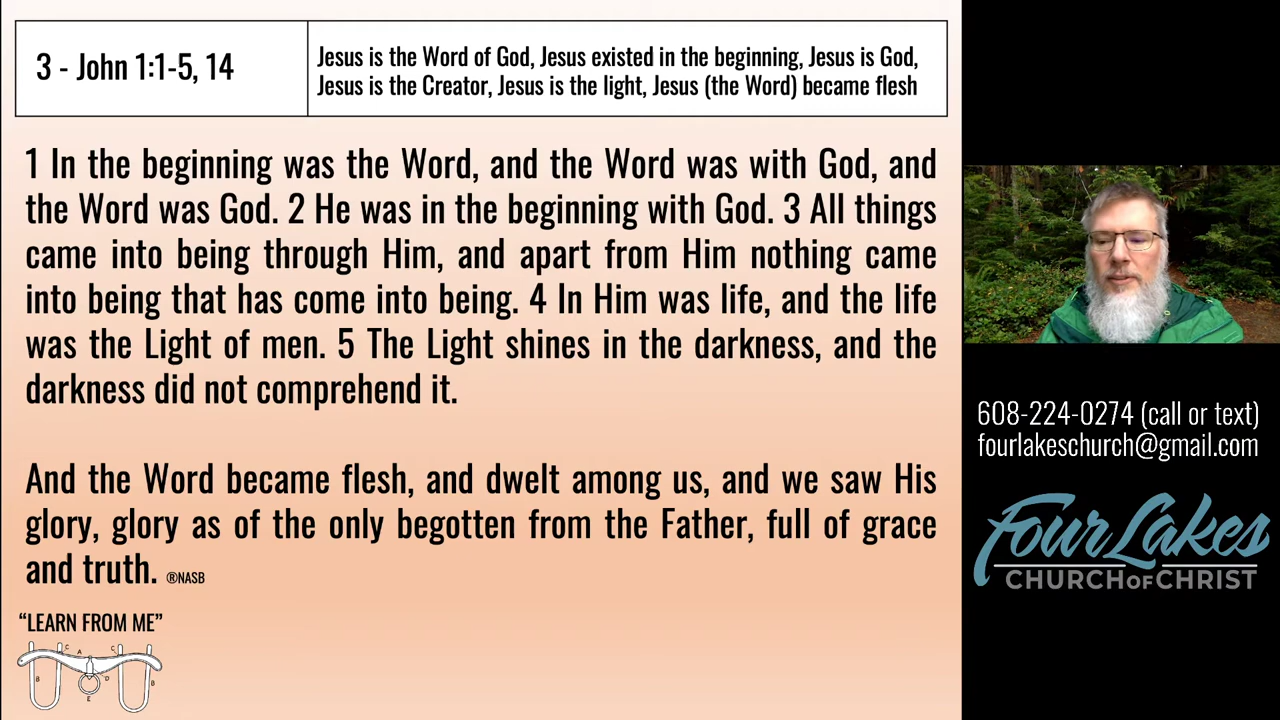 3 - John 1:1-5, 14
Jesus is the Word of God, Jesus existed in the beginning, Jesus is God,
Jesus is the Creator, Jesus is the light, Jesus (the Word) became flesh
1 In the beginning was the Word, and the Word was with God, and
the Word was God. 2 He was in the beginning with God. 3 All things
came into being through Him, and apart from Him nothing came
into being that has come into being. 4 In Him was life, and the life
was the Light of men. 5 The Light shines in the darkness, and the
darkness did not comprehend it.
And the Word became flesh, and dwelt among us, and we saw His
glory, glory as of the only begotten from the Father, full of grace
and truth. ®NASB
“LEARN FROM ME”
C A C
B D B
E
608-224-0274 (call or text)
fourlakeschurch@gmail.com
Four Lakes
CHURCH OF CHRIST